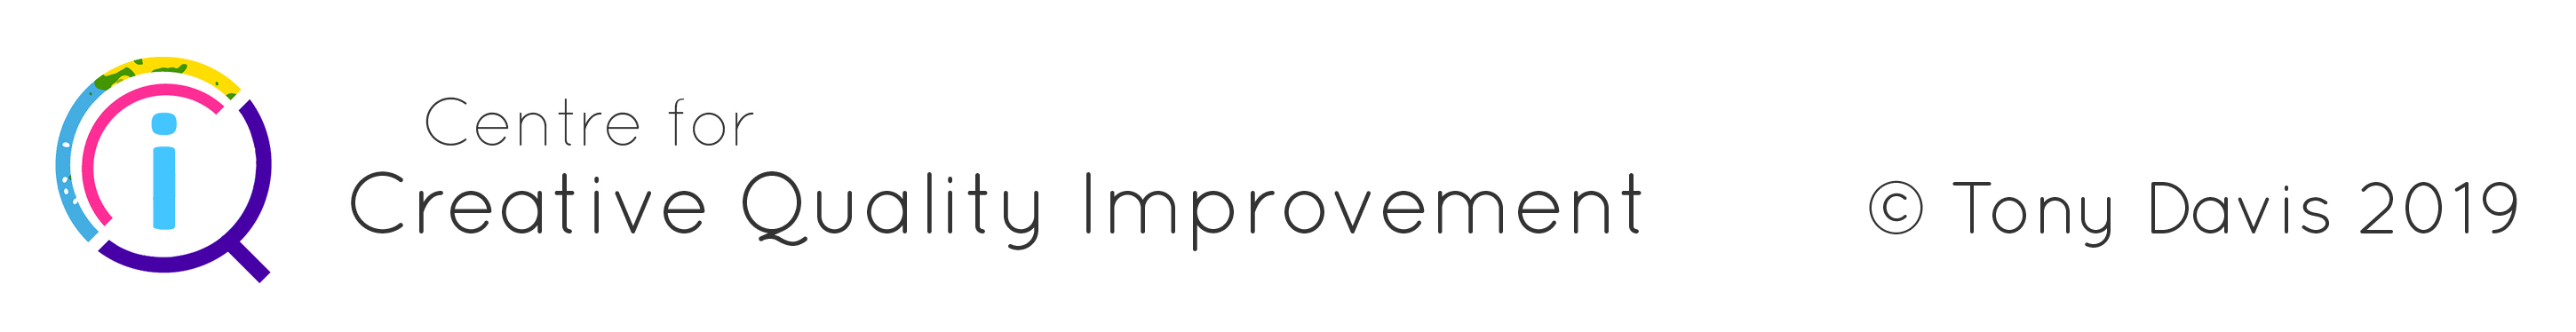 i
Centre for
Creative Quality Improvement
© Tony Davis 2019